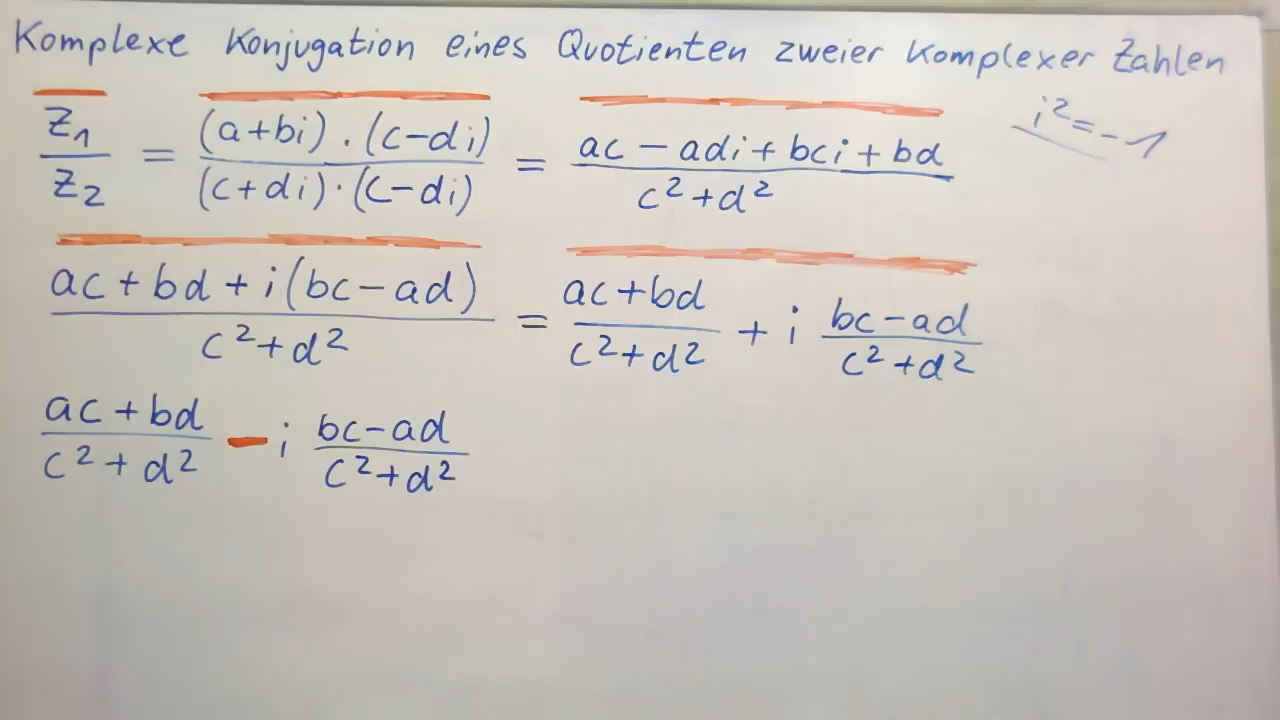 Komplexe Konjugation eines Quotienten zweier Komplexer Zahlen
i² = -1
z₁/z₂ = (a+bi)·(c-di)/(c+di)·(c-di) = ac - adi + bci + bd/c²+d²
ac + bd + i(bc-ad)/c²+d² = ac+bd/c²+d² + i bc-ad/c²+d²
ac+bd/c²+d² - i bc-ad/c²+d²